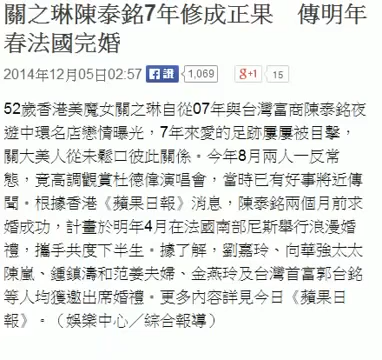 關之琳陳泰銘7年修成正果　傳明年
春法國完婚
2014年12月05日02:57 讚 1,069 g+1 15
52歲香港美魔女關之琳自從07年與台灣富商陳泰銘夜
遊中環名店戀情曝光，7年來愛的足跡屢屢被目擊，
關大美人從未鬆口彼此關係。今年8月兩人一反常
態，竟高調觀賞杜德偉演唱會，當時已有好事將近傳
聞。根據香港《蘋果日報》消息，陳泰銘兩個月前求
婚成功，計畫於明年4月在法國南部尼斯舉行浪漫婚
禮，攜手共度下半生。據了解，劉嘉玲、向華強太太
陳嵐、鍾鎮濤和范姜夫婦、金燕玲及台灣首富郭台銘
等人均獲邀出席婚禮。更多內容詳見今日《蘋果日
報》。（娛樂中心／綜合報導）